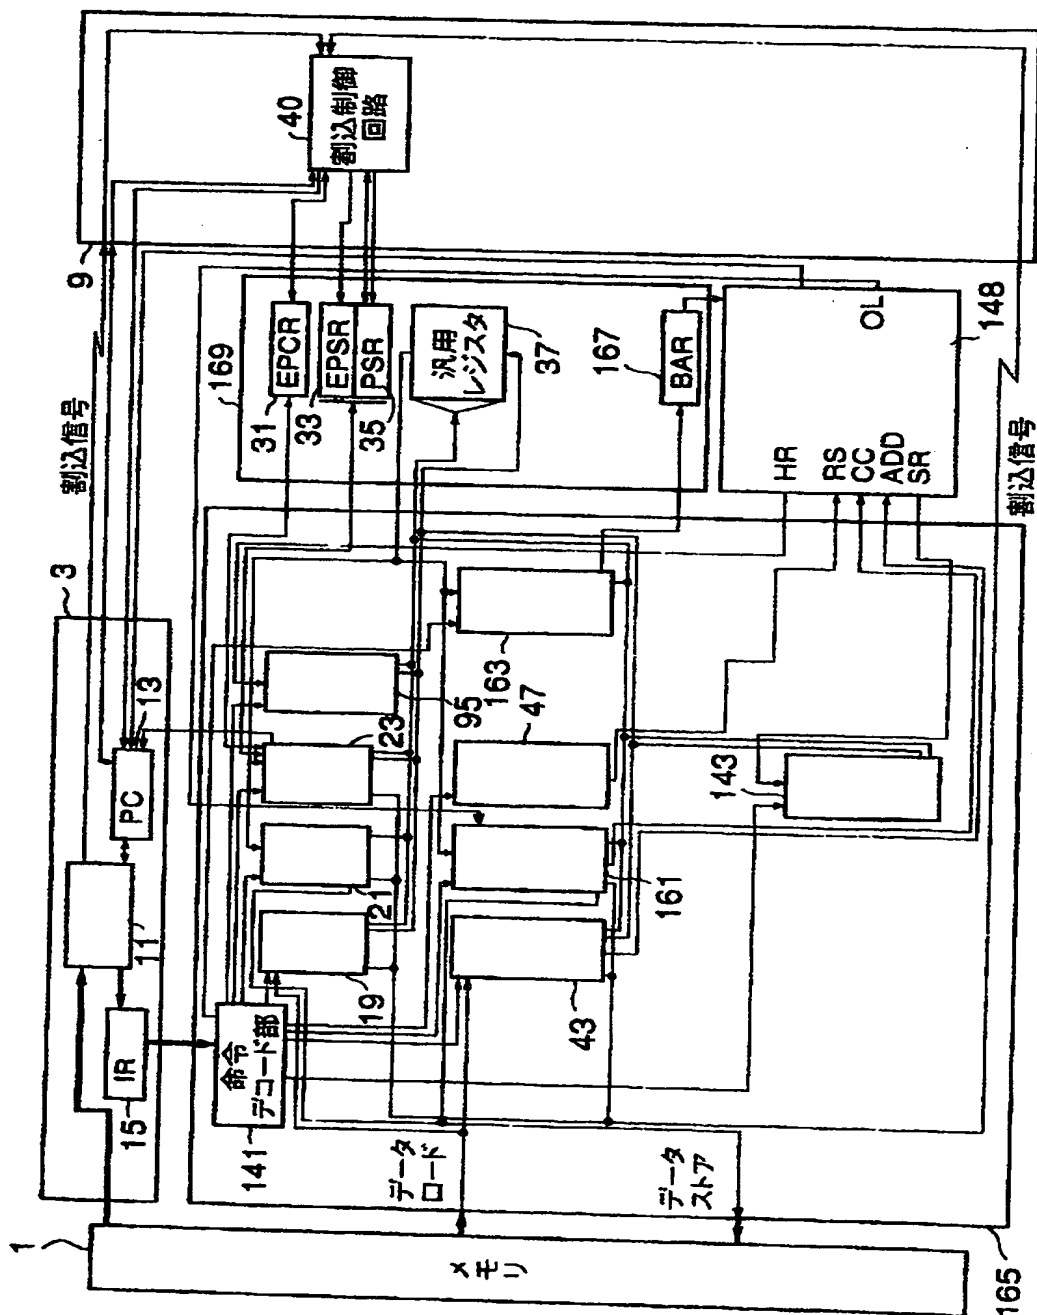 1
メモリ
3
15
IR
11
PC
13
割込信号
9
40
割込制御
回路
169
31
EPCR
33
EPSR
35
PSR
汎用
レジスタ
37
167
BAR
141
命令
デコード部
19
21
23
95
43
161
47
163
143
データ
ロード
データ
ストア
HR
RS
CC
ADD
SR
OL
148
割込信号
165